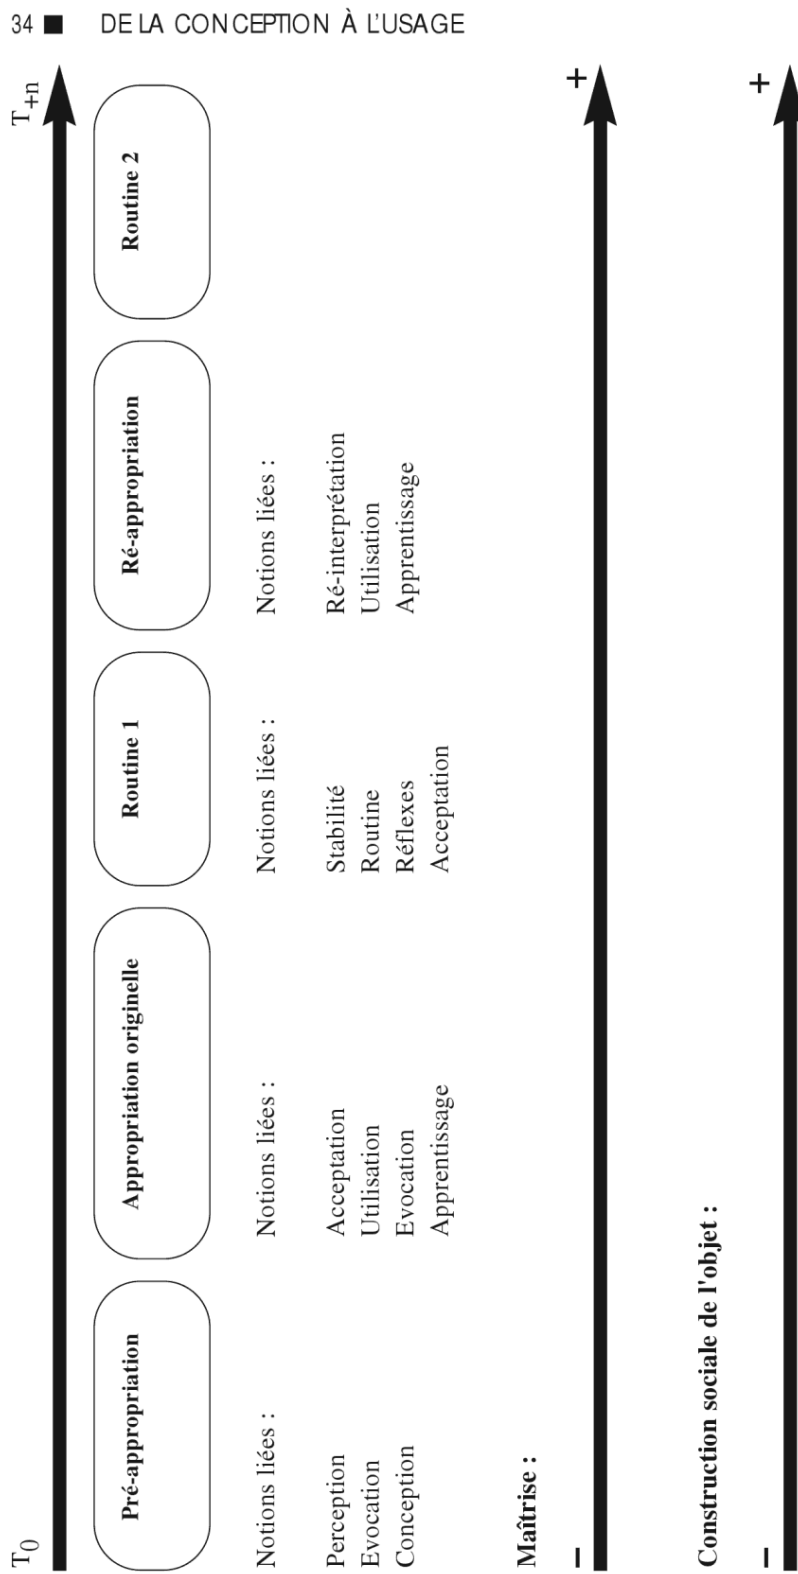 34 ■ DE LA CONCEPTION À L'USAGE
T0 T+n
Pré-appropriation
Appropriation originelle
Routine 1
Ré-appropriation
Routine 2
Notions liées :
Perception
Evocation
Conception
Notions liées :
Acceptation
Utilisation
Evocation
Apprentissage
Notions liées :
Stabilité
Routine
Réflexes
Acceptation
Notions liées :
Ré-interprétation
Utilisation
Apprentissage
Maîtrise :
– +
Construction sociale de l'objet :
– +